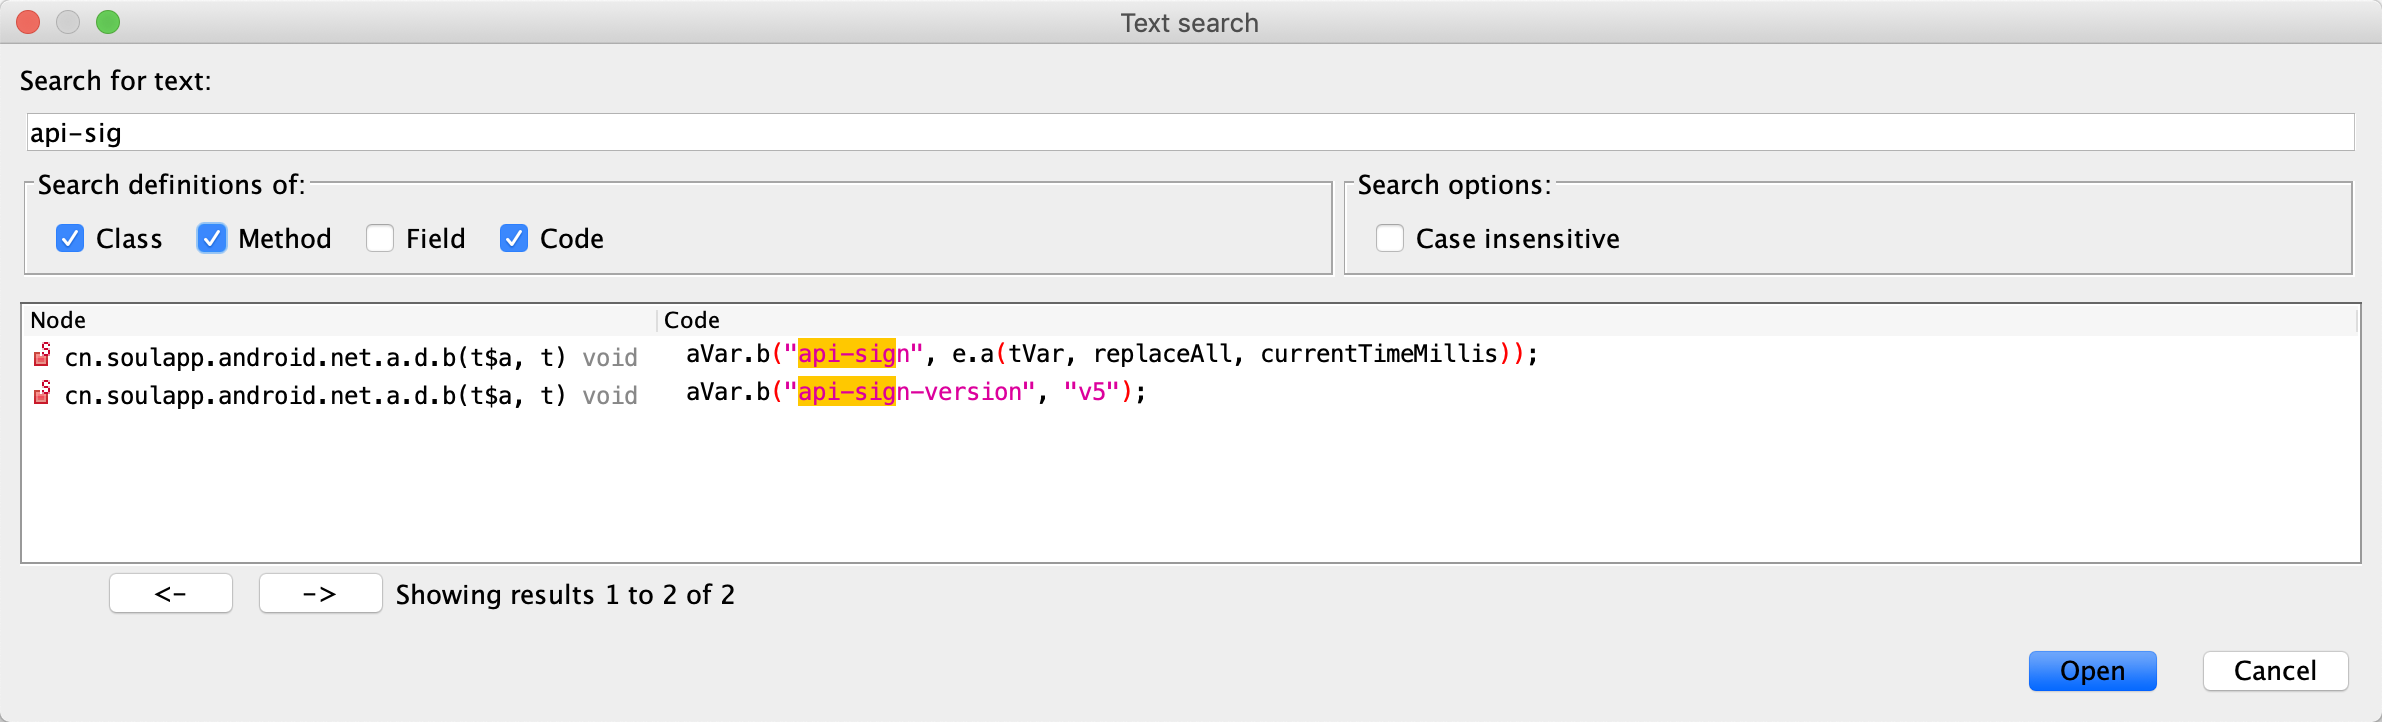 Text search
Search for text:
api-sig
Search definitions of:
Search options:
Class Method Field Code
Case insensitive
Node Code
cn.soulapp.android.net.a.d.b(t$a, t) void aVar.b("api-sign", e.a(tVar, replaceAll, currentTimeMillis));
cn.soulapp.android.net.a.d.b(t$a, t) void aVar.b("api-sign-version", "v5");
<- -> Showing results 1 to 2 of 2
Open Cancel